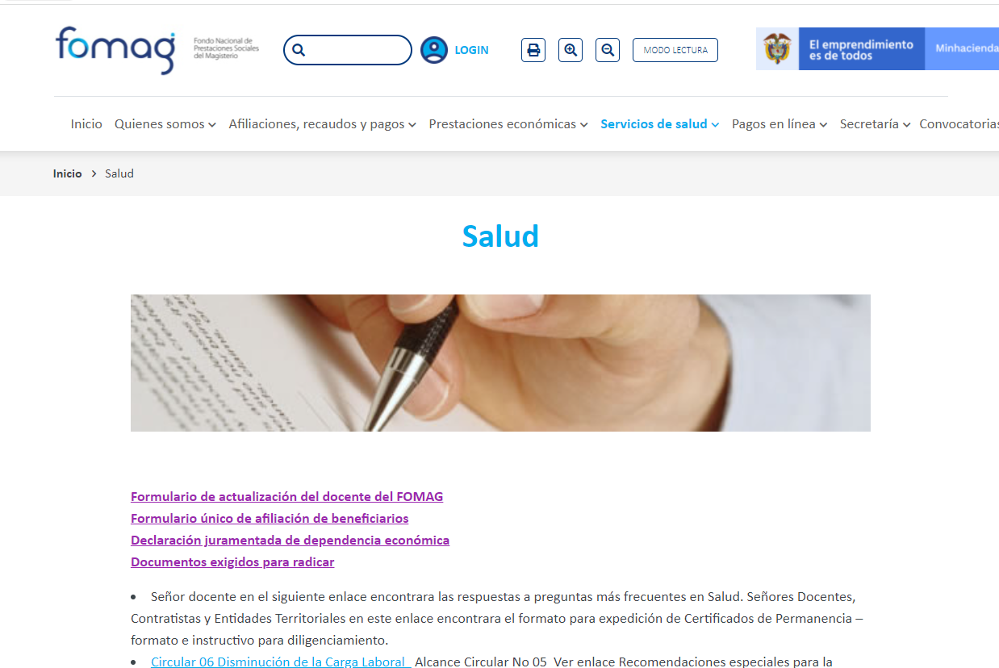 fomag
Fondo Nacional de
Prestaciones Sociales
del Magisterio
LOGIN
MODO LECTURA
El emprendimiento
es de todos
Minhacienda
Inicio Quienes somos Afiliaciones, recaudos y pagos Prestaciones económicas Servicios de salud Pagos en línea Secretaría Convocatorias
Inicio > Salud
Salud
Formulario de actualización del docente del FOMAG
Formulario único de afiliación de beneficiarios
Declaración juramentada de dependencia económica
Documentos exigidos para radicar
• Señor docente en el siguiente enlace encontrara las respuestas a preguntas más frecuentes en Salud. Señores Docentes,
Contratistas y Entidades Territoriales en este enlace encontrara el formato para expedición de Certificados de Permanencia –
formato e instructivo para diligenciamiento.
• Circular 06 Disminución de la Carga Laboral Alcance Circular No 05 Ver enlace Recomendaciones especiales para la